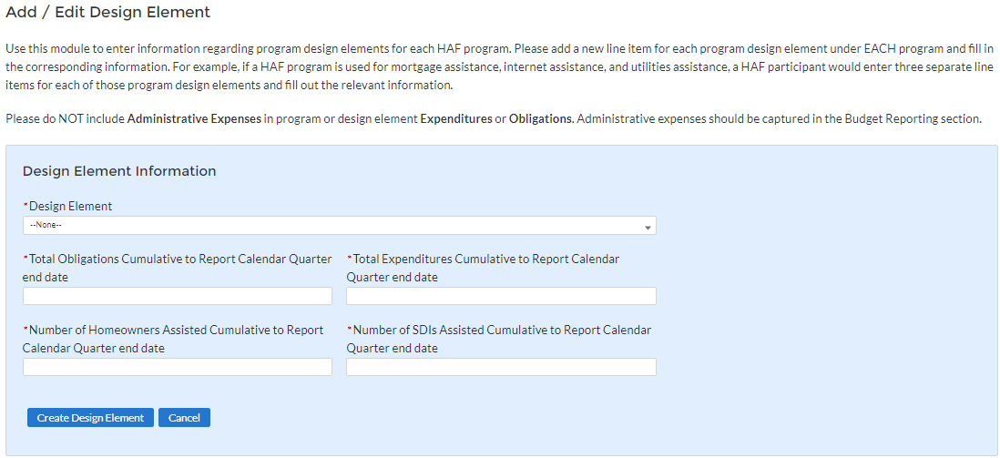 Add / Edit Design Element
Use this module to enter information regarding program design elements for each HAF program. Please add a new line item for each program design element under EACH program and fill in
the corresponding information. For example, if a HAF program is used for mortgage assistance, internet assistance, and utilities assistance, a HAF participant would enter three separate line
items for each of those program design elements and fill out the relevant information.
Please do NOT include Administrative Expenses in program or design element Expenditures or Obligations. Administrative expenses should be captured in the Budget Reporting section.
Design Element Information
*Design Element
--None--
*Total Obligations Cumulative to Report Calendar Quarter
end date
*Total Expenditures Cumulative to Report Calendar
Quarter end date
*Number of Homeowners Assisted Cumulative to Report
Calendar Quarter end date
*Number of SDIs Assisted Cumulative to Report Calendar
Quarter end date
Create Design Element
Cancel